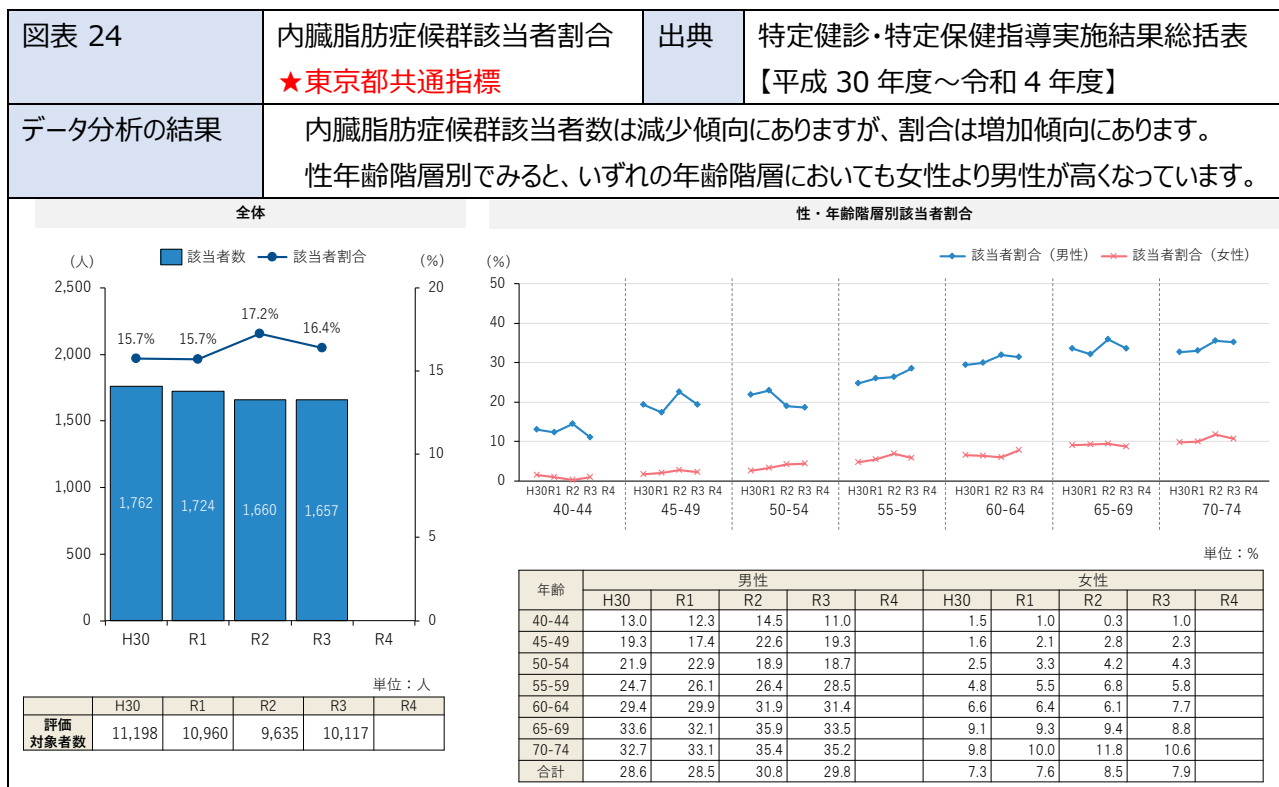 図表 24
内臓脂肪症候群該当者割合
★東京都共通指標
出典
特定健診・特定保健指導実施結果総括表
【平成 30 年度～令和 4 年度】
データ分析の結果
内臓脂肪症候群該当者数は減少傾向にありますが、割合は増加傾向にあります。
性年齢階層別でみると、いずれの年齢階層においても女性より男性が高くなっています。
全体
(人) 該当者数 該当者割合 (%)
2,500 20
2,000 15
1,500
10
1,000
5
500
0 0
15.7% 15.7% 17.2% 16.4%
1,762 1,724 1,660 1,657
H30 R1 R2 R3 R4
単位：人
H30 R1 R2 R3 R4
評価
対象者数 11,198 10,960 9,635 10,117
性・年齢階層別該当者割合
(%) 該当者割合（男性） 該当者割合（女性）
50
40
30
20
10
0
H30R1 R2 R3 R4 H30R1 R2 R3 R4 H30R1 R2 R3 R4 H30R1 R2 R3 R4 H30R1 R2 R3 R4 H30R1 R2 R3 R4 H30R1 R2 R3 R4
40-44 45-49 50-54 55-59 60-64 65-69 70-74
単位：%
年齢 男性 女性
H30 R1 R2 R3 R4 H30 R1 R2 R3 R4
40-44 13.0 12.3 14.5 11.0 1.5 1.0 0.3 1.0
45-49 19.3 17.4 22.6 19.3 1.6 2.1 2.8 2.3
50-54 21.9 22.9 18.9 18.7 2.5 3.3 4.2 4.3
55-59 24.7 26.1 26.4 28.5 4.8 5.5 6.8 5.8
60-64 29.4 29.9 31.9 31.4 6.6 6.4 6.1 7.7
65-69 33.6 32.1 35.9 33.5 9.1 9.3 9.4 8.8
70-74 32.7 33.1 35.4 35.2 9.8 10.0 11.8 10.6
合計 28.6 28.5 30.8 29.8 7.3 7.6 8.5 7.9